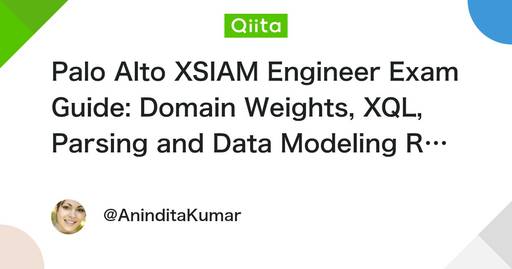 Qiita
Palo Alto XSIAM Engineer Exam
Guide: Domain Weights, XQL,
Parsing and Data Modeling R…
@AninditaKumar